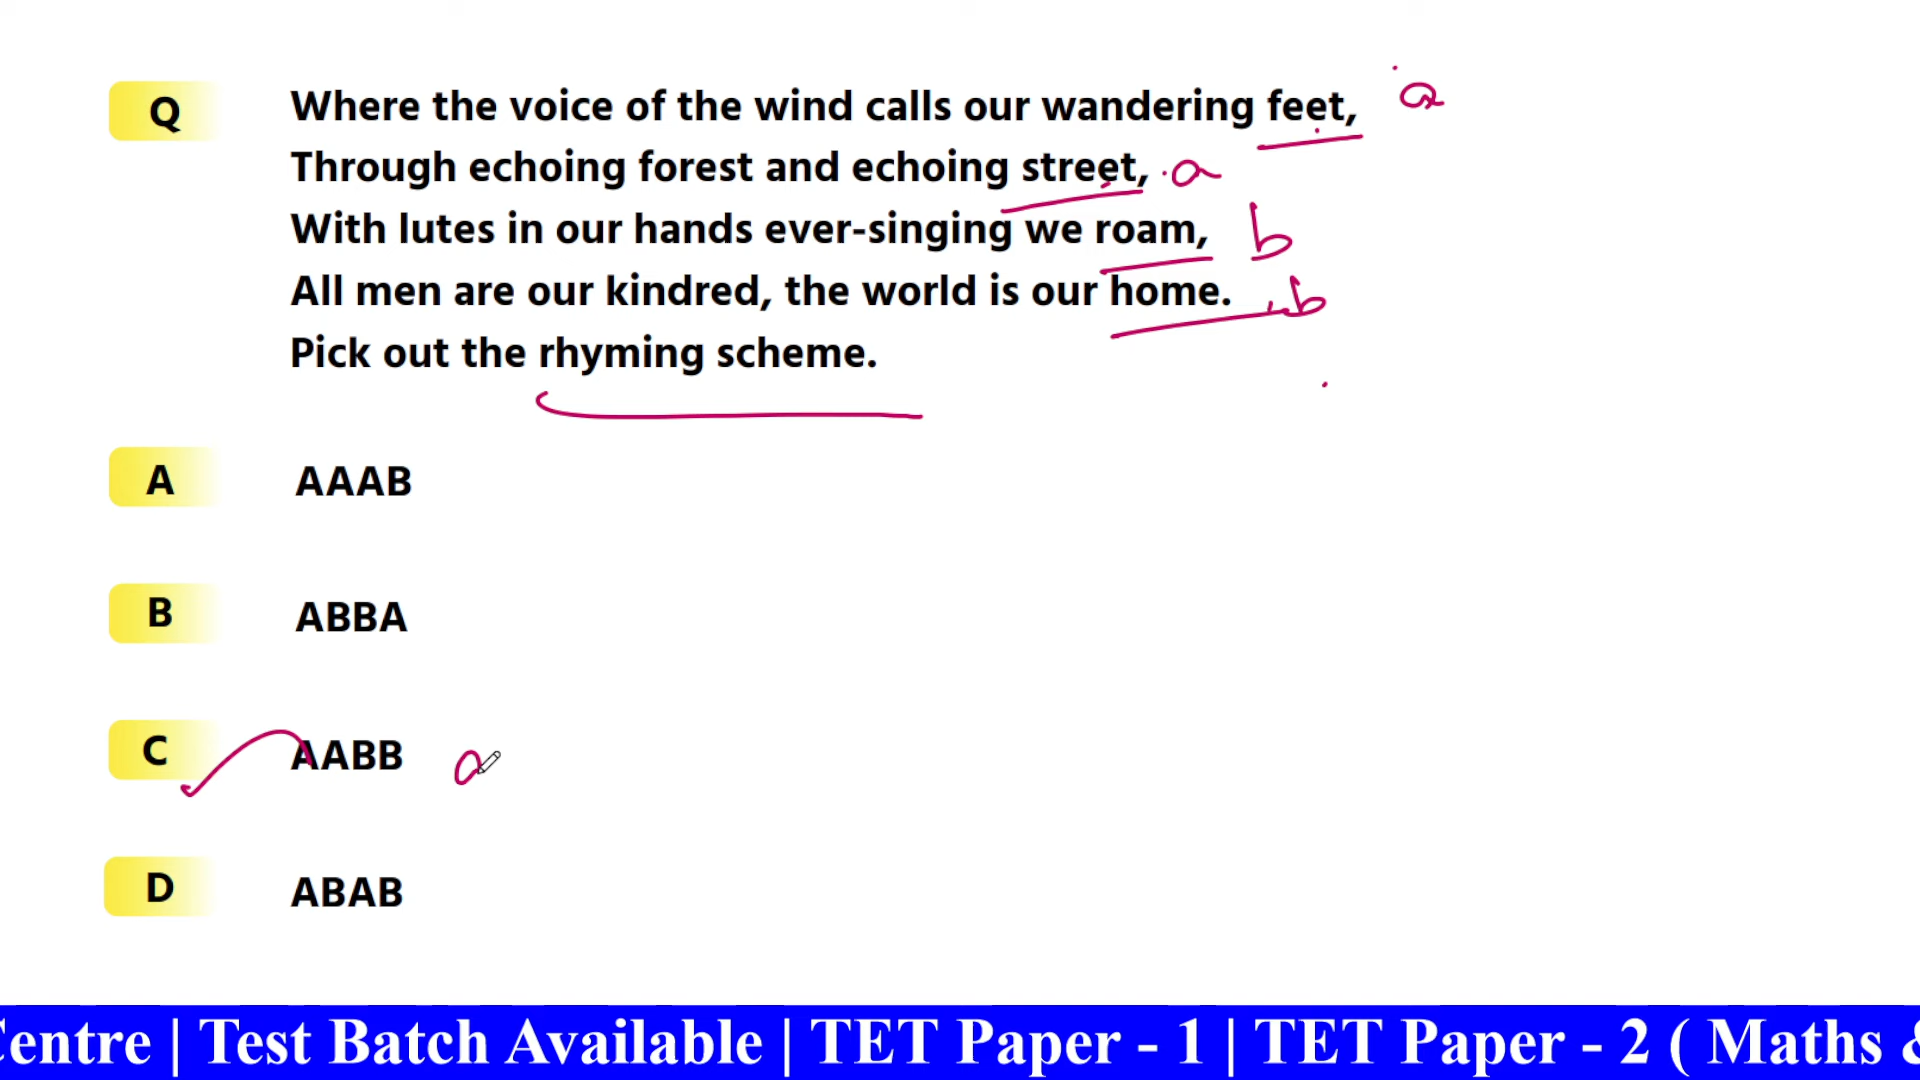 Q Where the voice of the wind calls our wandering feet, a
Through echoing forest and echoing street, a
With lutes in our hands ever-singing we roam, b
All men are our kindred, the world is our home. b
Pick out the rhyming scheme.
A AAAB
B ABBA
C AABB a
D ABAB
Centre | Test Batch Available | TET Paper - 1 | TET Paper - 2 ( Maths &